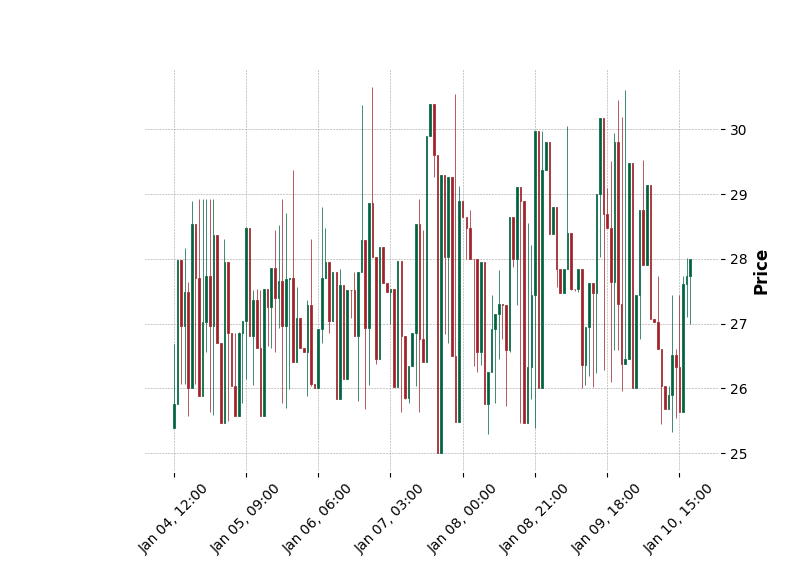 30
29
28
27
26
25
Price
Jan 04, 12:00
Jan 05, 09:00
Jan 06, 06:00
Jan 07, 03:00
Jan 08, 00:00
Jan 08, 21:00
Jan 09, 18:00
Jan 10, 15:00